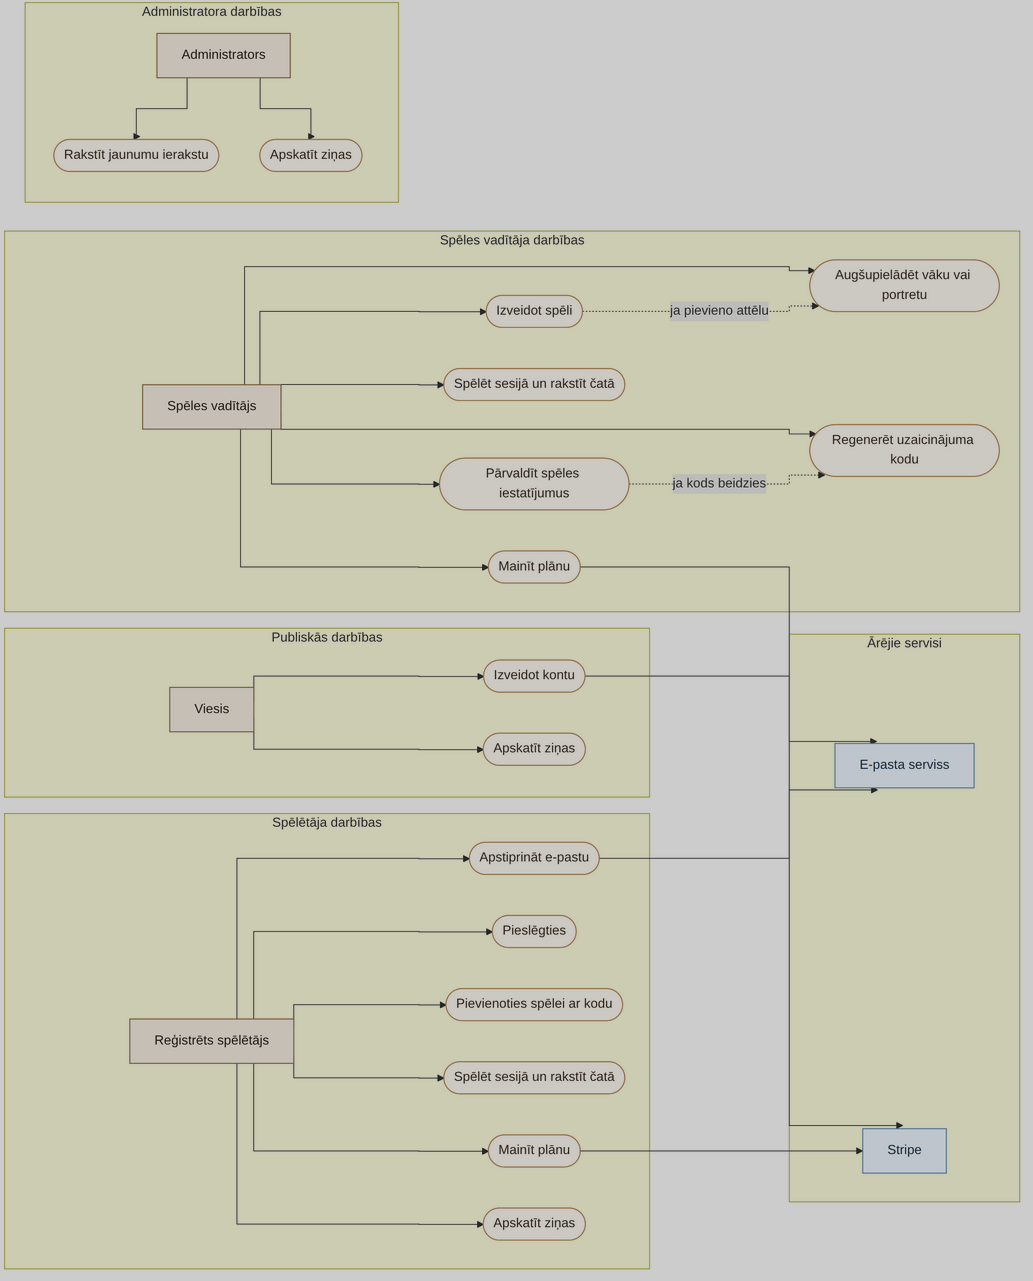 Administratora darbības
Administrators
Rakstīt jaunumu ierakstu
Apskatīt ziņas
Spēles vadītāja darbības
Augšupielādēt vāku vai
portretu
Izveidot spēli
ja pievieno attēlu
Spēlēt sesijā un rakstīt čatā
Spēles vadītājs
Regenerēt uzaicinājuma
kodu
Pārvaldīt spēles
iestatījumus
ja kods beidzies
Mainīt plānu
Publiskās darbības
Izveidot kontu
Viesis
Apskatīt ziņas
Ārējie servisi
E-pasta serviss
Stripe
Spēlētāja darbības
Apstiprināt e-pastu
Pieslēgties
Pievienoties spēlei ar kodu
Reģistrēts spēlētājs
Spēlēt sesijā un rakstīt čatā
Mainīt plānu
Apskatīt ziņas